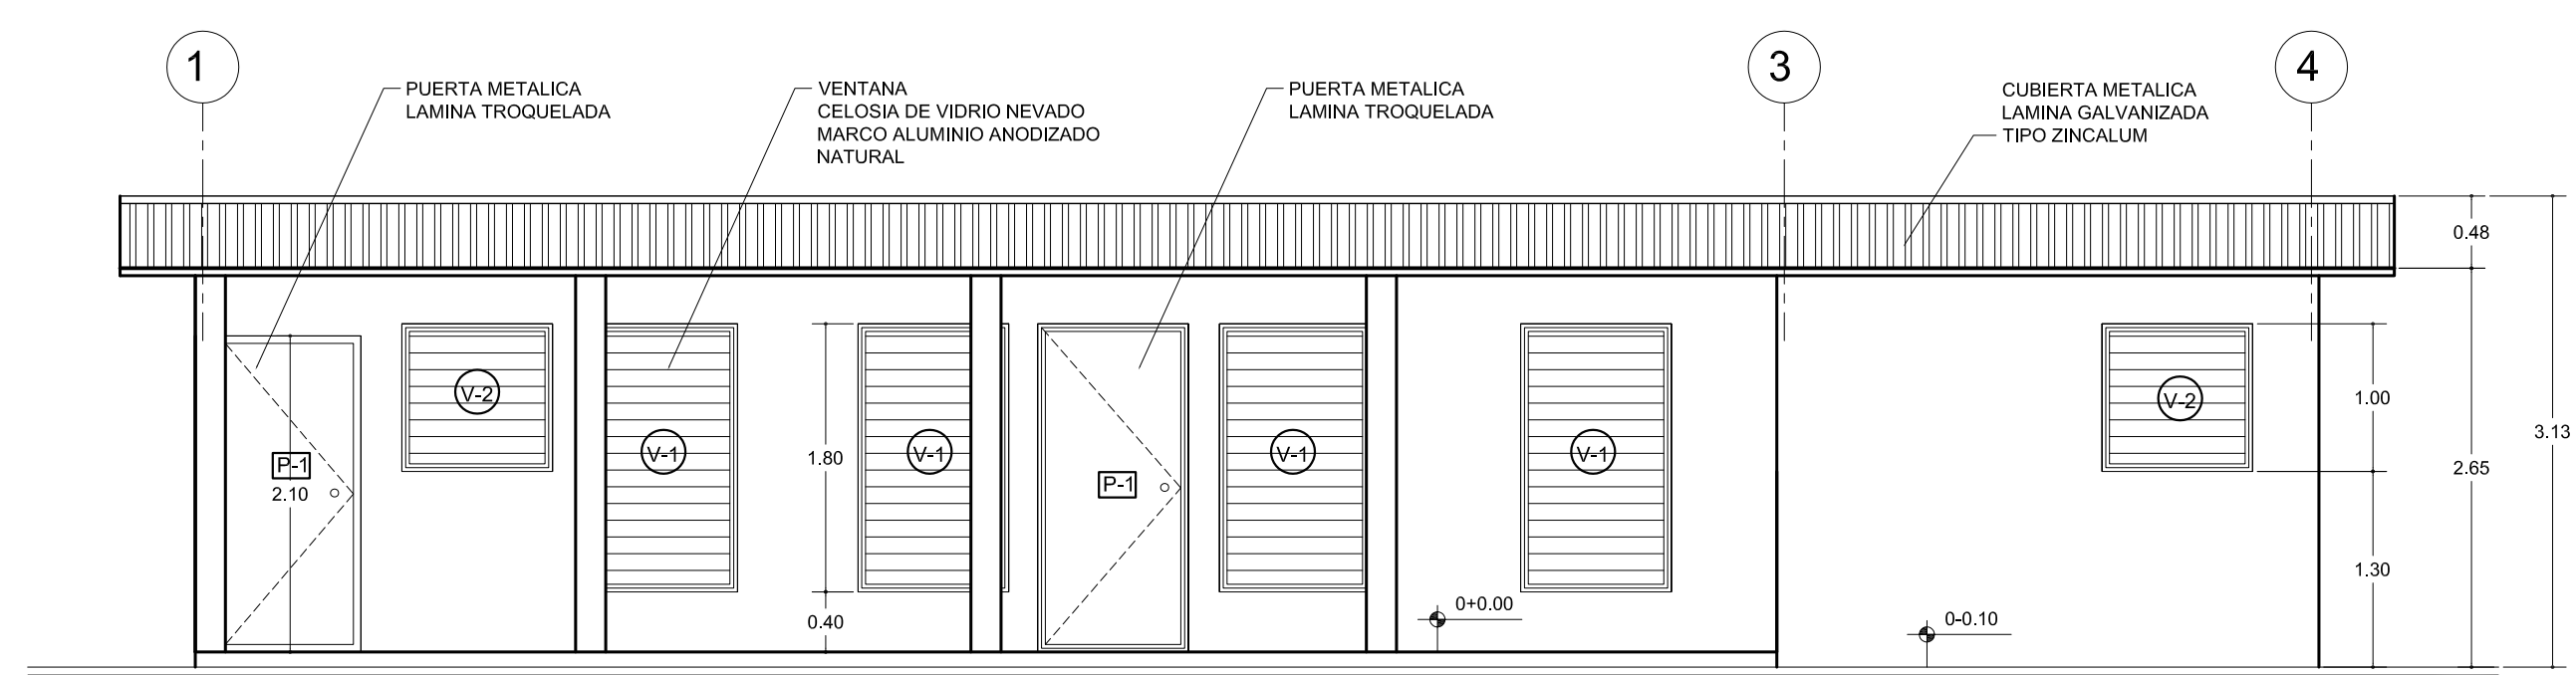 1
3
4
PUERTA METALICA
LAMINA TROQUELADA
VENTANA
CELOSIA DE VIDRIO NEVADO
MARCO ALUMINIO ANODIZADO
NATURAL
PUERTA METALICA
LAMINA TROQUELADA
CUBIERTA METALICA
LAMINA GALVANIZADA
TIPO ZINCALUM
0.48
V-2
V-2
1.00
3.13
P-1
2.10
V-1
1.80
V-1
P-1
V-1
V-1
2.65
1.30
0.40
0+0.00
0-0.10